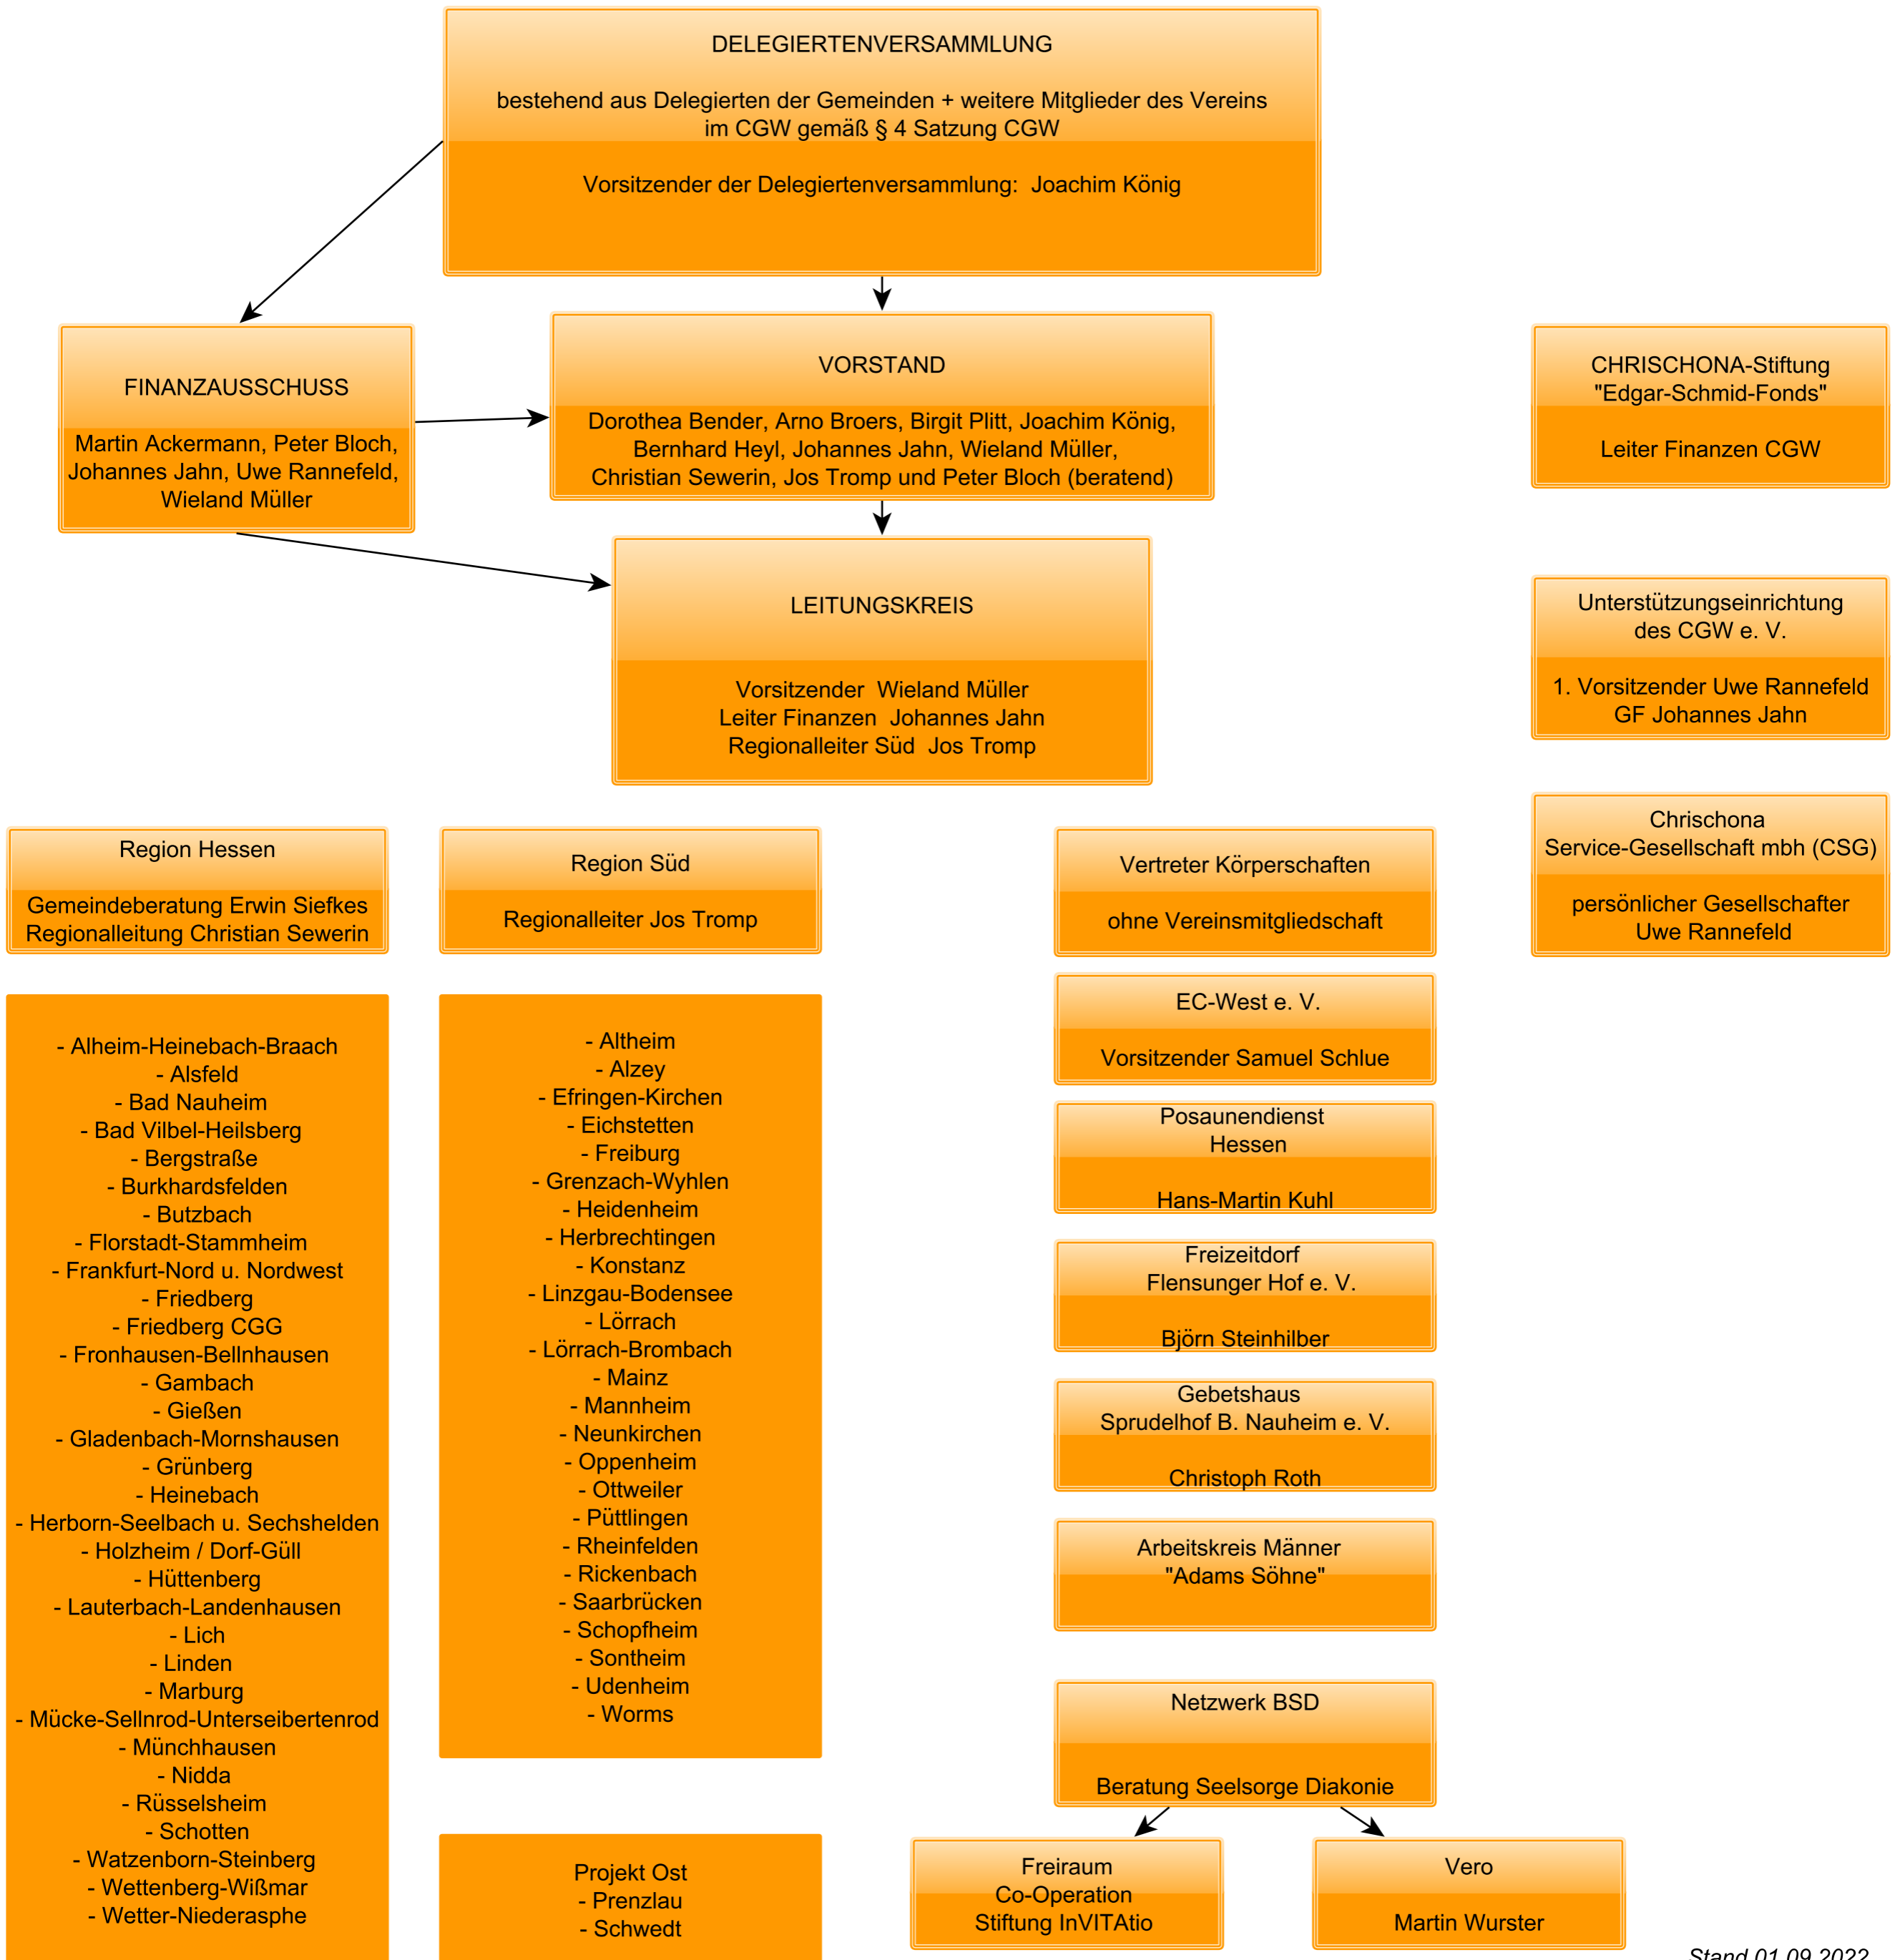 DELEGIERTENVERSAMMLUNG
bestehend aus Delegierten der Gemeinden + weitere Mitglieder des Vereins
im CGW gemäß § 4 Satzung CGW
Vorsitzender der Delegiertenversammlung: Joachim König
FINANZAUSSCHUSS
Martin Ackermann, Peter Bloch,
Johannes Jahn, Uwe Rannefeld,
Wieland Müller
VORSTAND
Dorothea Bender, Arno Broers, Birgit Plitt, Joachim König,
Bernhard Heyl, Johannes Jahn, Wieland Müller,
Christian Sewerin, Jos Tromp und Peter Bloch (beratend)
CHRISCHONA-Stiftung
"Edgar-Schmid-Fonds"
Leiter Finanzen CGW
LEITUNGSKREIS
Vorsitzender Wieland Müller
Leiter Finanzen Johannes Jahn
Regionalleiter Süd Jos Tromp
Unterstützungseinrichtung
des CGW e. V.
1. Vorsitzender Uwe Rannefeld
GF Johannes Jahn
Chrischona
Service-Gesellschaft mbh (CSG)
persönlicher Gesellschafter
Uwe Rannefeld
Region Hessen
Gemeindeberatung Erwin Siefkes
Regionalleitung Christian Sewerin
- Alheim-Heinebach-Braach
- Alsfeld
- Bad Nauheim
- Bad Vilbel-Heilsberg
- Bergstraße
- Burkhardsfelden
- Butzbach
- Florstadt-Stammheim
- Frankfurt-Nord u. Nordwest
- Friedberg
- Friedberg CGG
- Fronhausen-Bellnhausen
- Gambach
- Gießen
- Gladenbach-Mornshausen
- Grünberg
- Heinebach
- Herborn-Seelbach u. Sechshelden
- Holzheim / Dorf-Güll
- Hüttenberg
- Lauterbach-Landenhausen
- Lich
- Linden
- Marburg
- Mücke-Sellnrod-Unterseibertenrod
- Münchhausen
- Nidda
- Rüsselsheim
- Schotten
- Watzenborn-Steinberg
- Wettenberg-Wißmar
- Wetter-Niederasphe
Region Süd
Regionalleiter Jos Tromp
- Altheim
- Alzey
- Efringen-Kirchen
- Eichstetten
- Freiburg
- Grenzach-Wyhlen
- Heidenheim
- Herbrechtingen
- Konstanz
- Linzgau-Bodensee
- Lörrach
- Lörrach-Brombach
- Mainz
- Mannheim
- Neunkirchen
- Oppenheim
- Ottweiler
- Püttlingen
- Rheinfelden
- Rickenbach
- Saarbrücken
- Schopfheim
- Sontheim
- Udenheim
- Worms
Projekt Ost
- Prenzlau
- Schwedt
Vertreter Körperschaften
ohne Vereinsmitgliedschaft
EC-West e. V.
Vorsitzender Samuel Schlue
Posaunendienst
Hessen
Hans-Martin Kuhl
Freizeitdorf
Flensunger Hof e. V.
Björn Steinhilber
Gebetshaus
Sprudelhof B. Nauheim e. V.
Christoph Roth
Arbeitskreis Männer
"Adams Söhne"
Netzwerk BSD
Beratung Seelsorge Diakonie
Freiraum
Co-Operation
Stiftung InVITAtio
Vero
Martin Wurster
Stand 01.09.2022